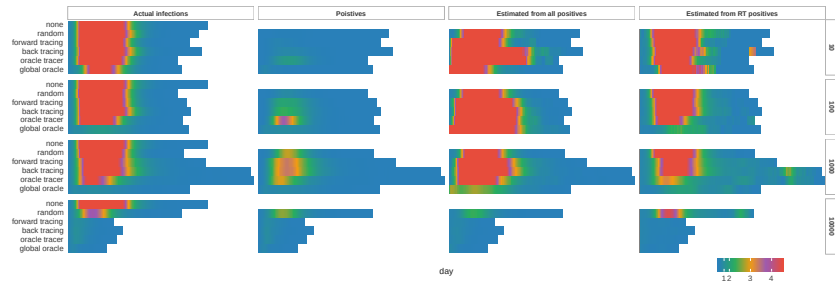 Actual infections Poistives Estimated from all positives Estimated from RT positives
none
random
forward tracing
back tracing
oracle tracer
global oracle
none
random
forward tracing
back tracing
oracle tracer
global oracle
100
none
random
forward tracing
back tracing
oracle tracer
global oracle
1000
none
random
forward tracing
back tracing
oracle tracer
global oracle
10000
day
1 2 3 4